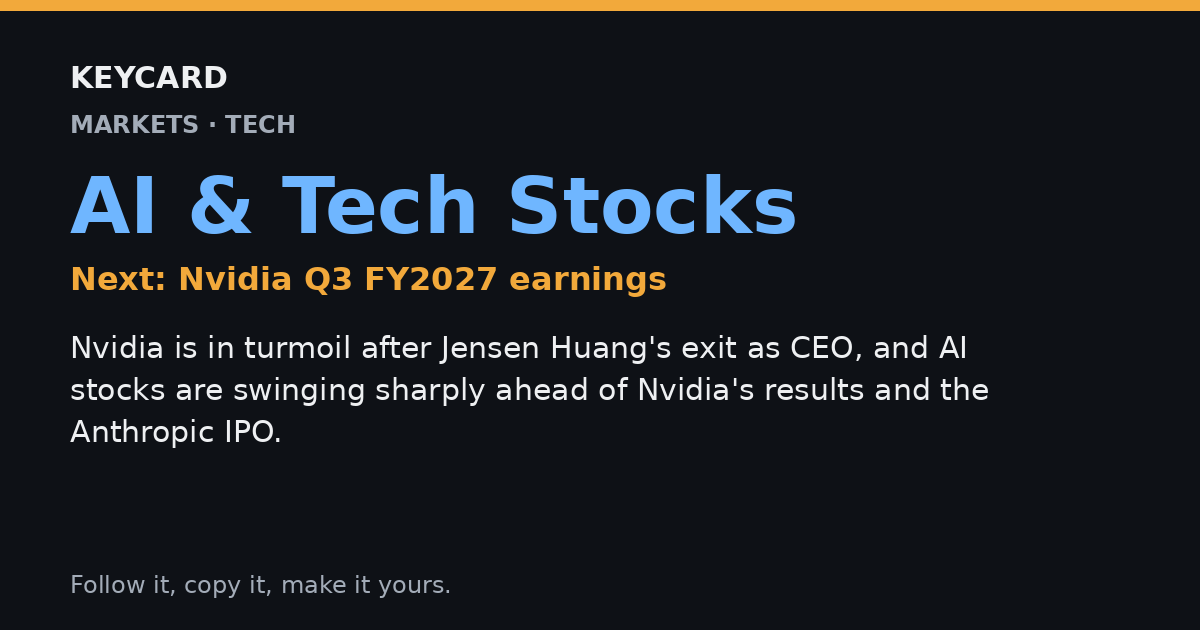 KEYCARD
MARKETS · TECH
AI & Tech Stocks
Next: Nvidia Q3 FY2027 earnings
Nvidia is in turmoil after Jensen Huang's exit as CEO, and AI
stocks are swinging sharply ahead of Nvidia's results and the
Anthropic IPO.
Follow it, copy it, make it yours.